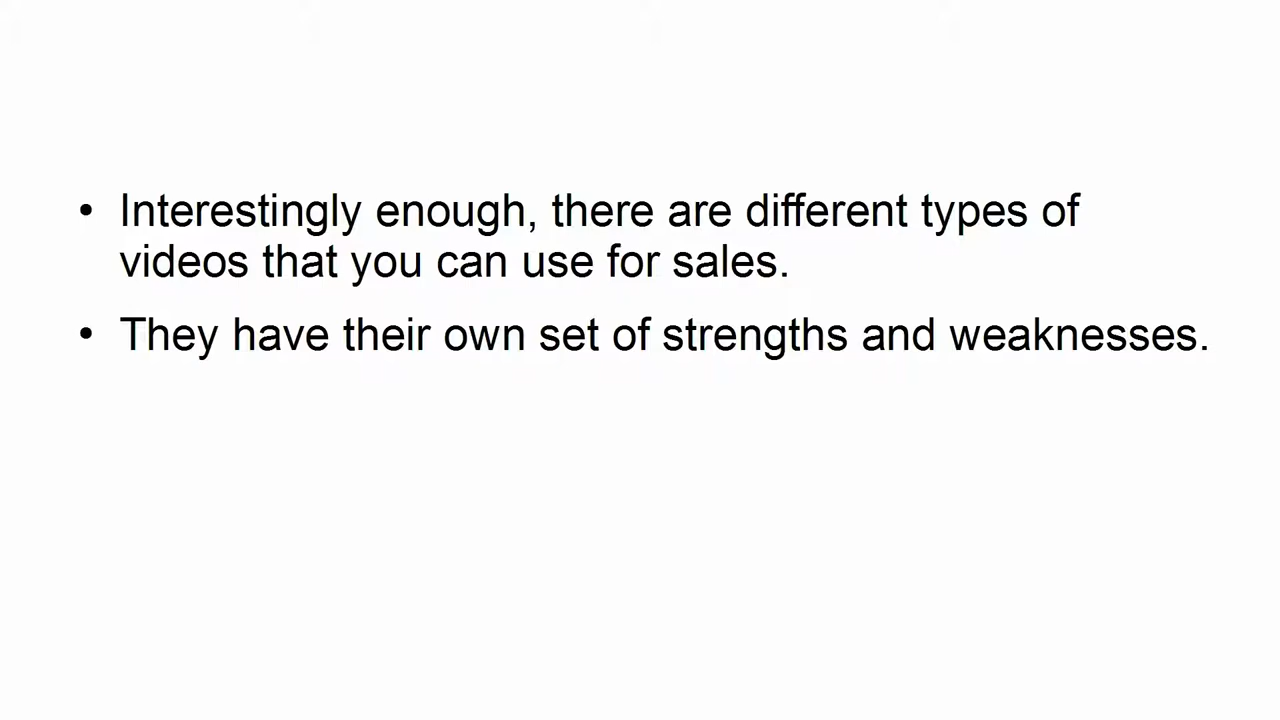 • Interestingly enough, there are different types of
videos that you can use for sales.
• They have their own set of strengths and weaknesses.